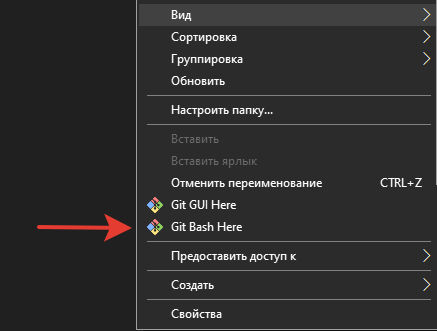 Вид
Сортировка
Группировка
Обновить
Настроить папку...
Вставить
Вставить ярлык
Отменить переименование CTRL+Z
Git GUI Here
Git Bash Here
Предоставить доступ к
Создать
Свойства